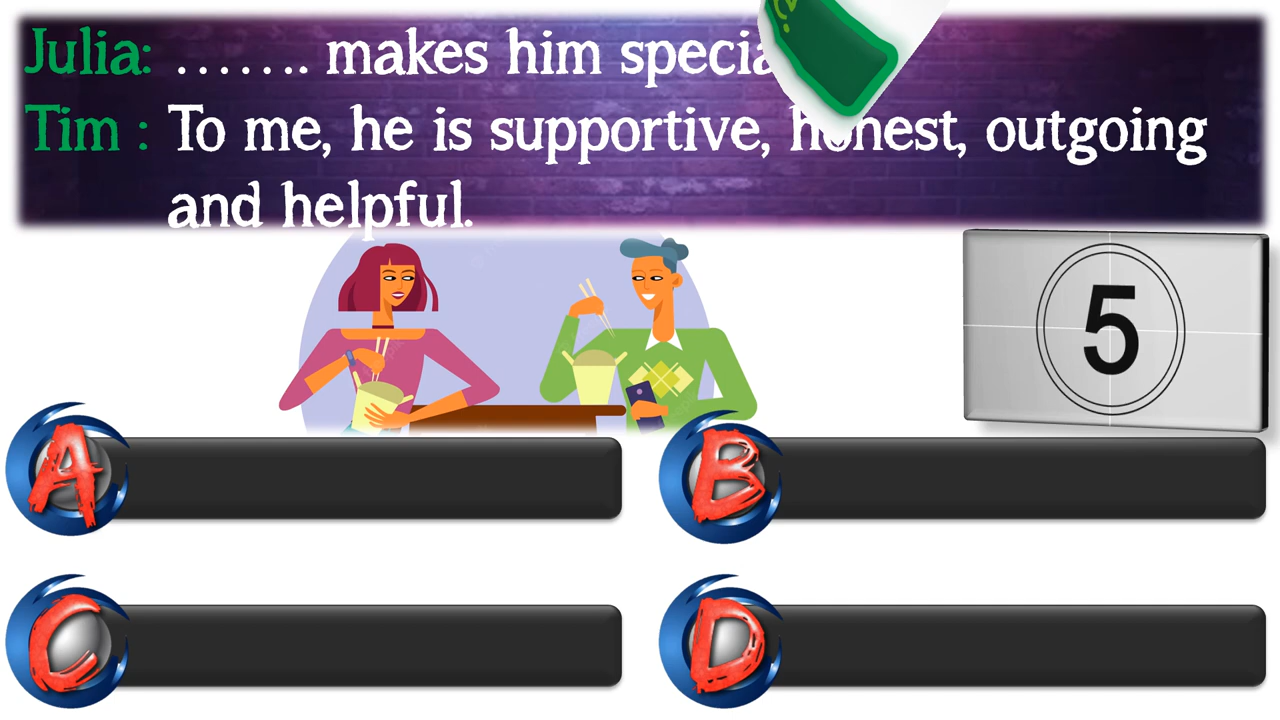 Julia: ....... makes him
Tim : To me, he is supportive, honest, outgoing
and helpful.
5
A
B
C
D